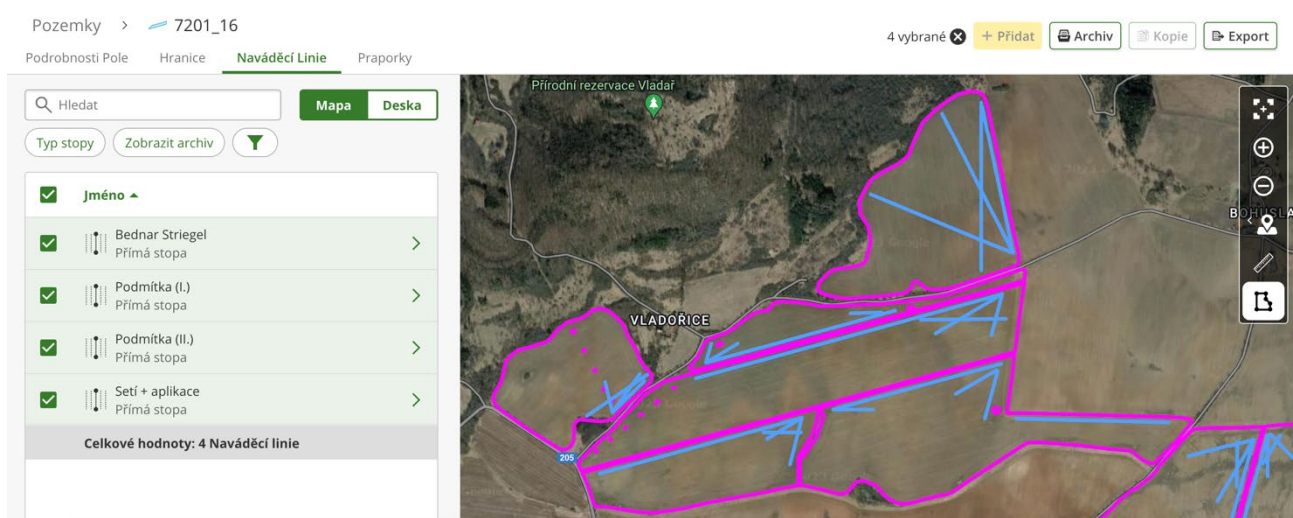 Pozemky > 7201_16
4 vybrané + Přidat Archiv Kopie Export
Podrobnosti Pole Hranice Naváděcí Linie Praporky
Hledat
Mapa Deska
Typ stopy Zobrazit archiv
Jméno
Bednar Striegel
Přímá stopa
Podmítka (I.)
Přímá stopa
Podmítka (II.)
Přímá stopa
Setí + aplikace
Přímá stopa
Celkové hodnoty: 4 Naváděcí linie
Přírodní rezervace Vladař
VLADOŘICE
205